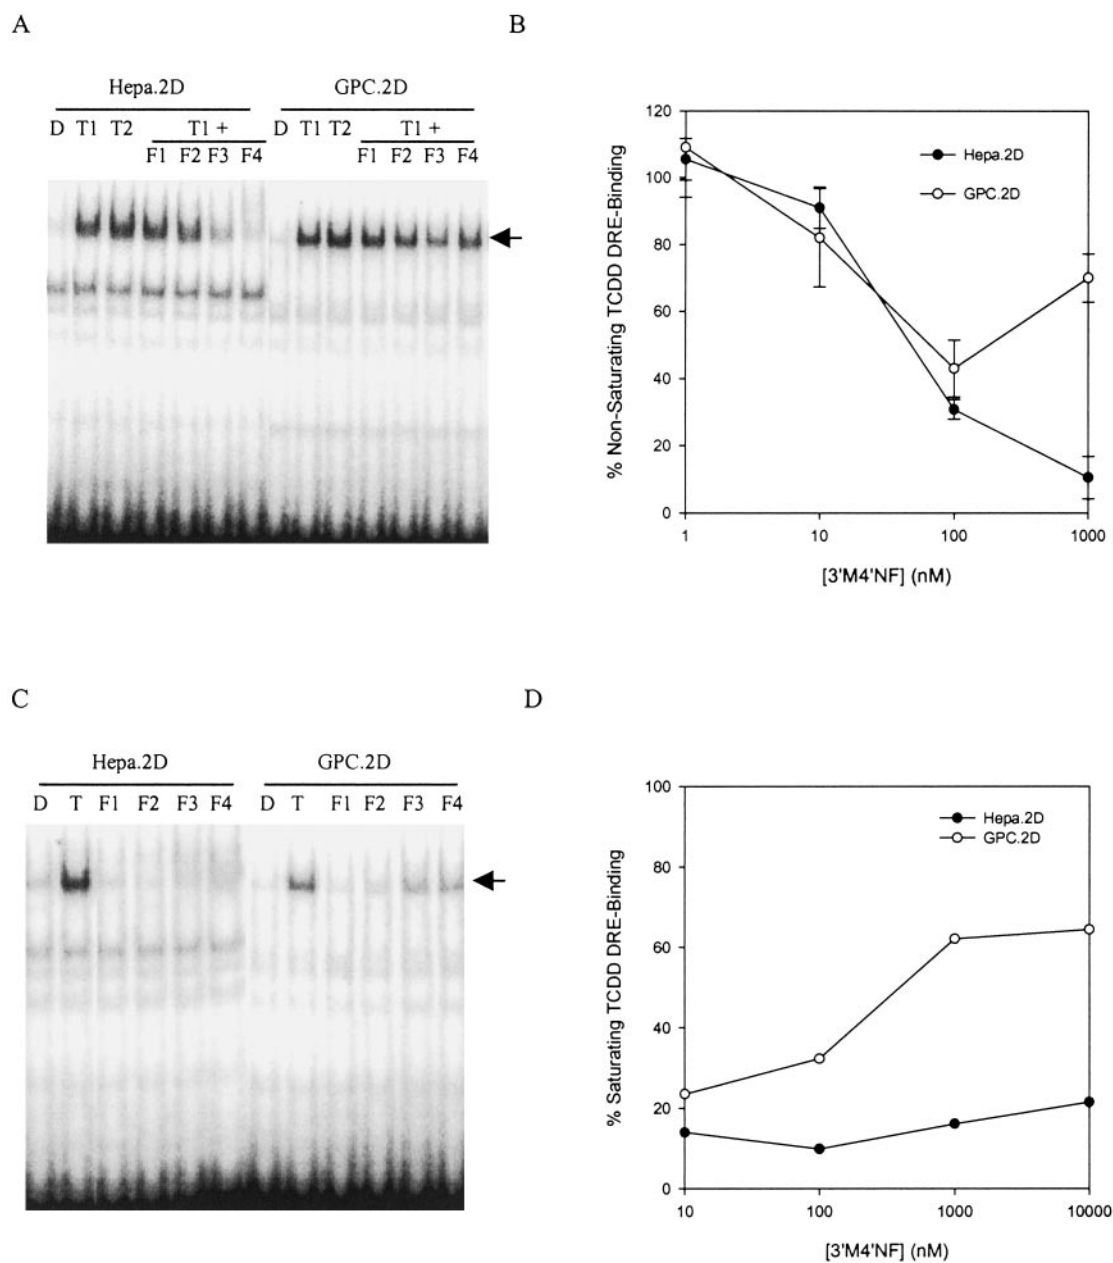 A
Hepa.2D GPC.2D
D T1 T2 T1 + D T1 T2 T1 +
F1 F2 F3 F4 F1 F2 F3 F4
B
120
100
80
60
40
20
0
% Non-Saturating TCDD DRE-Binding
Hepa.2D
GPC.2D
1 10 100 1000
[3'M4'NF] (nM)
C
Hepa.2D GPC.2D
D T F1 F2 F3 F4 D T F1 F2 F3 F4
D
100
80
60
40
20
0
% Saturating TCDD DRE-Binding
Hepa.2D
GPC.2D
10 100 1000 10000
[3'M4'NF] (nM)